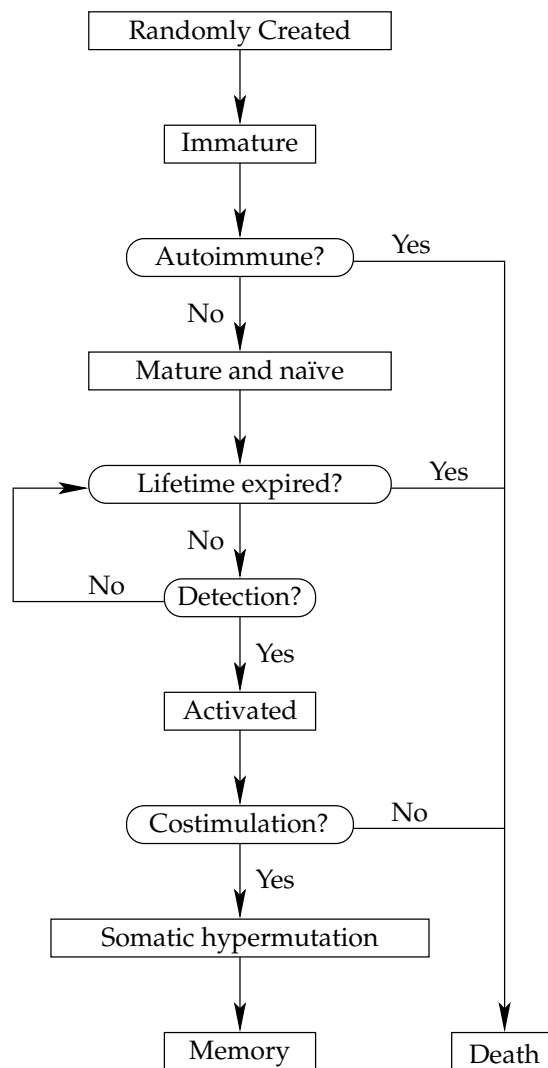 Randomly Created
Immature
Autoimmune?
Yes
No
Mature and naïve
Lifetime expired?
Yes
No
No
Detection?
Yes
Activated
Costimulation?
No
Yes
Somatic hypermutation
Memory
Death